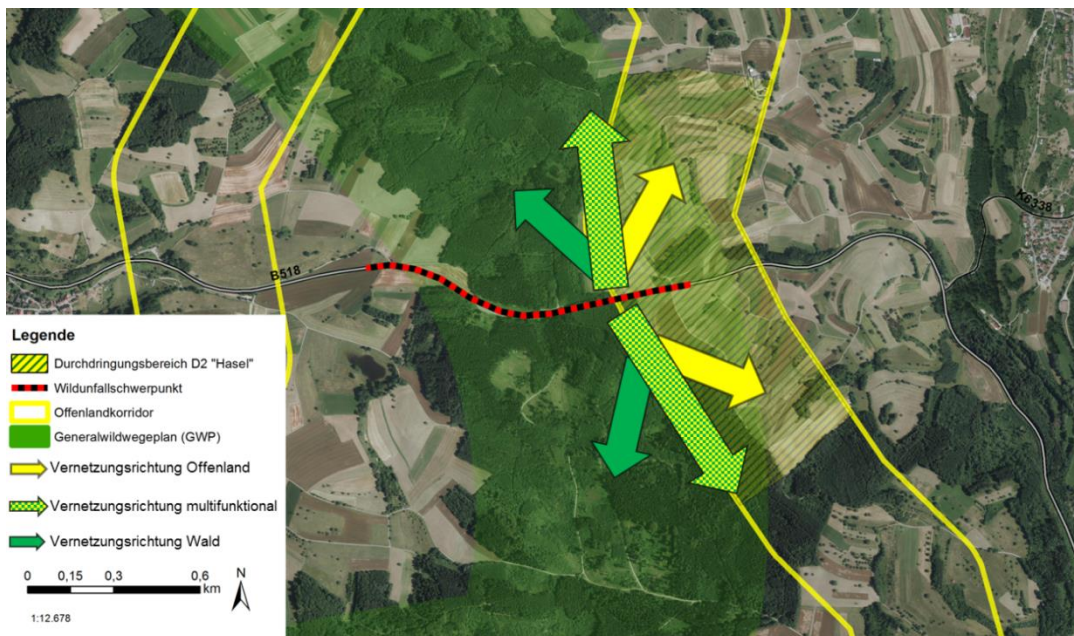 B518
K6338
Legende
Durchdringungsbereich D2 "Hasel"
Wildunfallschwerpunkt
Offenlandkorridor
Generalwildwegeplan (GWP)
Vernetzungsrichtung Offenland
Vernetzungsrichtung multifunktional
Vernetzungsrichtung Wald
0 0,15 0,3 0,6
km
N
1:12.678